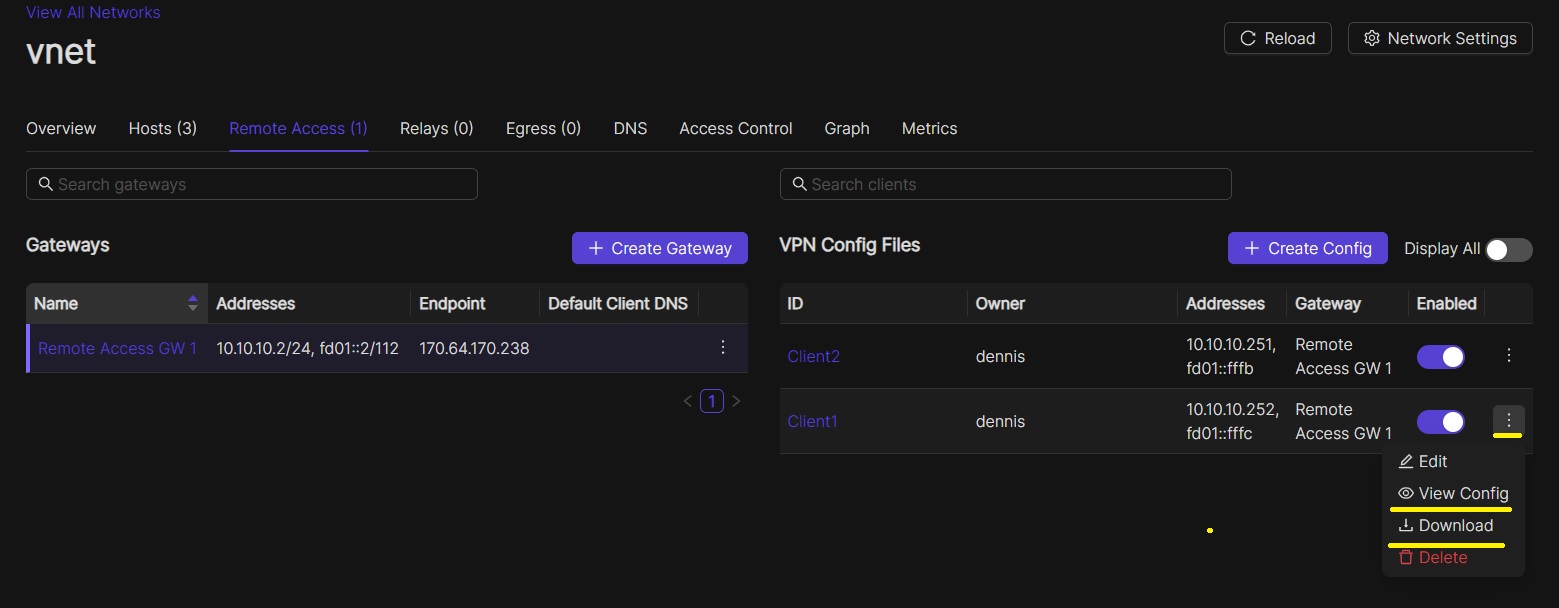 View All Networks
vnet
Reload
Network Settings
Overview Hosts (3) Remote Access (1) Relays (0) Egress (0) DNS Access Control Graph Metrics
Search gateways
Search clients
Gateways
Create Gateway
Name Addresses Endpoint Default Client DNS
Remote Access GW 1 10.10.10.2/24, fd01::2/112 170.64.170.238
1
VPN Config Files
Create Config
Display All
ID Owner Addresses Gateway Enabled
Client2 dennis 10.10.10.251, fd01::fffb Remote Access GW 1
Client1 dennis 10.10.10.252, fd01::fffc Remote Access GW 1
Edit
View Config
Download
Delete